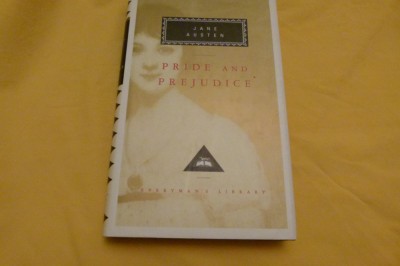 JANE
AUSTEN
PRIDE AND
PREJUDICE
EVERYMAN'S LIBRARY